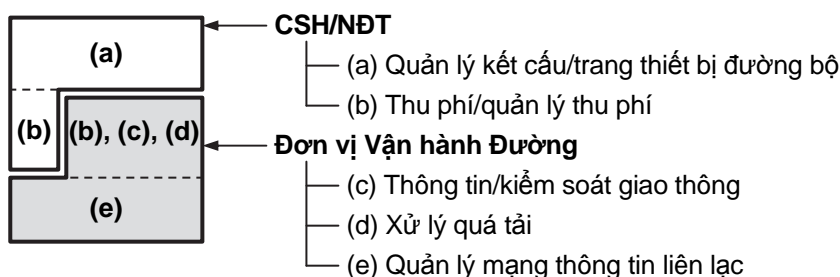 CSH/NĐT
(a)
(a) Quản lý kết cấu/trang thiết bị đường bộ
(b) Thu phí/quản lý thu phí
(b) (b), (c), (d)
Đơn vị Vận hành Đường
(c) Thông tin/kiểm soát giao thông
(e)
(d) Xử lý quá tải
(e) Quản lý mạng thông tin liên lạc